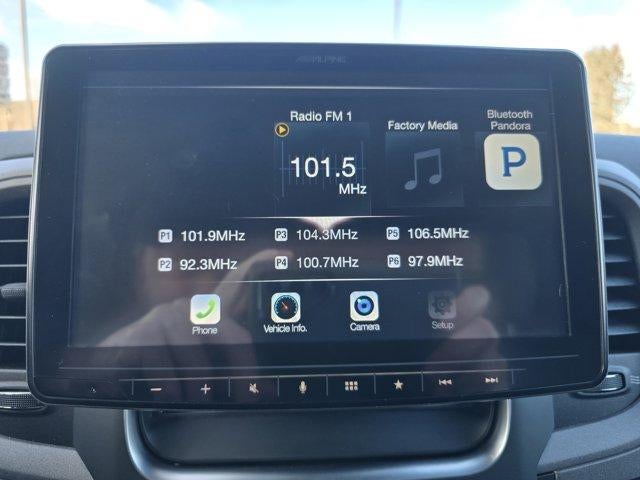 ALPINE
Radio FM 1
Factory Media
Bluetooth
Pandora
101.5
MHz
P
P1 101.9MHz
P3 104.3MHz
P5 106.5MHz
P2 92.3MHz
P4 100.7MHz
P6 97.9MHz
Phone
Vehicle Info.
Camera
Setup